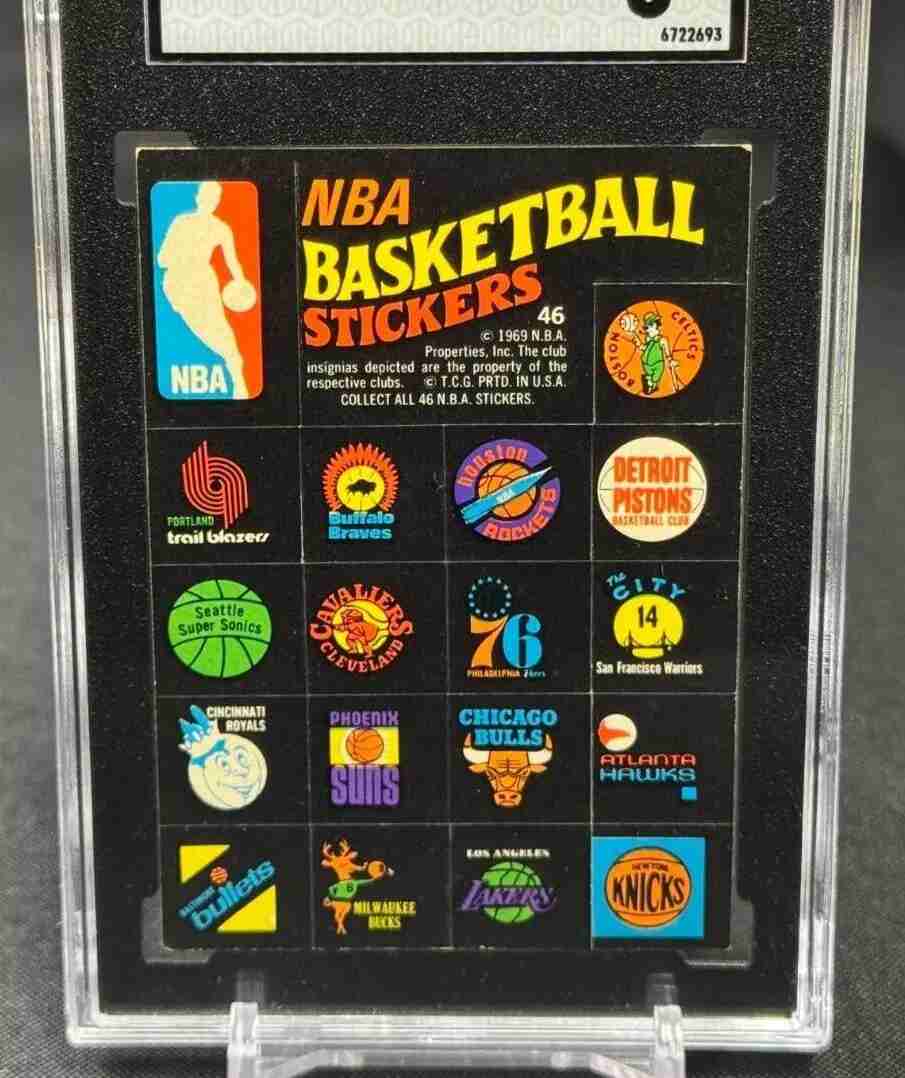 6722693
NBA
NBA
BASKETBALL
STICKERS
46
© 1969 N.B.A.
Properties, Inc. The club
insignias depicted are the property of the
respective clubs. © T.C.G. PRTD. IN U.S.A.
COLLECT ALL 46 N.B.A. STICKERS.
BOSTON CELTICS
PORTLAND
trail blazers
Buffalo
Braves
houston
NBA
ROCKETS
DETROIT
PISTONS
BASKETBALL CLUB
Seattle
Super Sonics
CAVALIERS
CLEVELAND
76
PHILADELPHIA 76ers
The
CITY
14
San Francisco Warriors
CINCINNATI
ROYALS
PHOENIX
SUNS
CHICAGO
BULLS
ATLANTA
HAWKS
BALTIMORE
bullets
B
MILWAUKEE
BUCKS
LOS ANGELES
LAKERS
NEW YORK
KNICKS